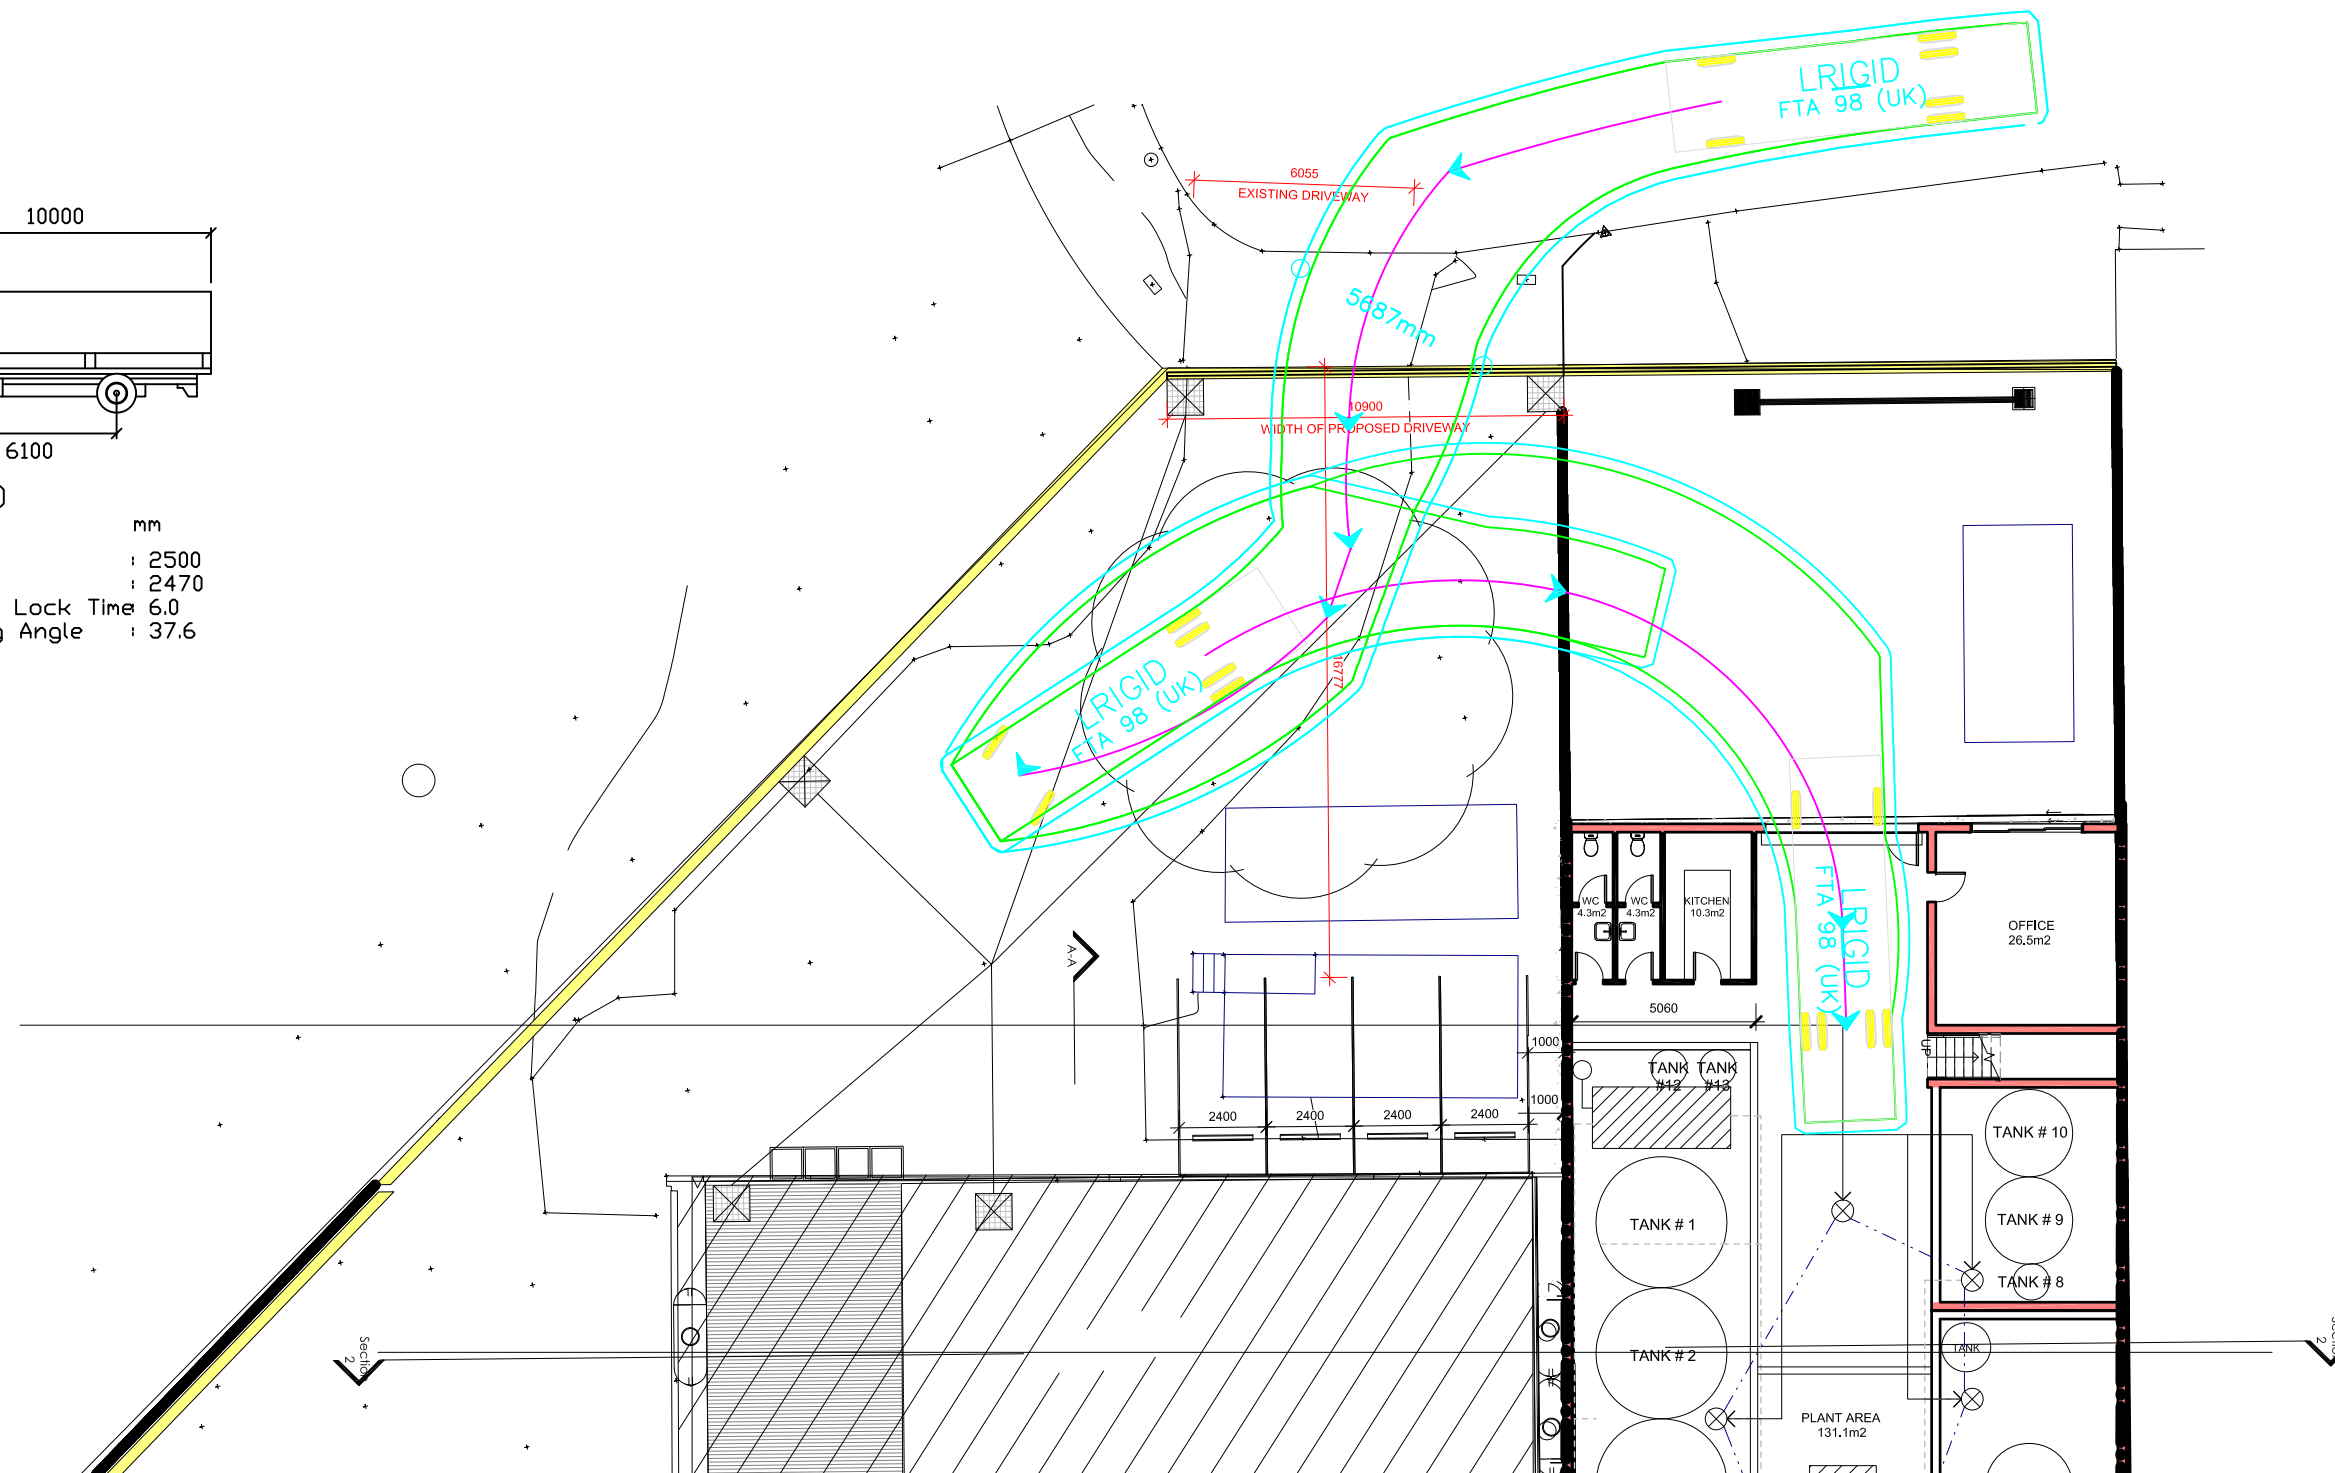 10000
6100
mm
: 2500
: 2470
Lock Time : 6.0
Angle : 37.6
LRIGID
FTA 98 (UK)
6055
EXISTING DRIVEWAY
5687mm
10900
WIDTH OF PROPOSED DRIVEWAY
16777
LRIGID
FTA 98 (UK)
LRIGID
FTA 98 (UK)
WC
4.3m2
WC
4.3m2
KITCHEN
10.3m2
OFFICE
26.5m2
A-A
5060
UP
1000
1000
2400
2400
2400
2400
TANK
#12
TANK
#13
TANK # 10
TANK # 9
TANK # 8
TANK # 1
TANK # 2
TANK
PLANT AREA
131.1m2
Section
2
2